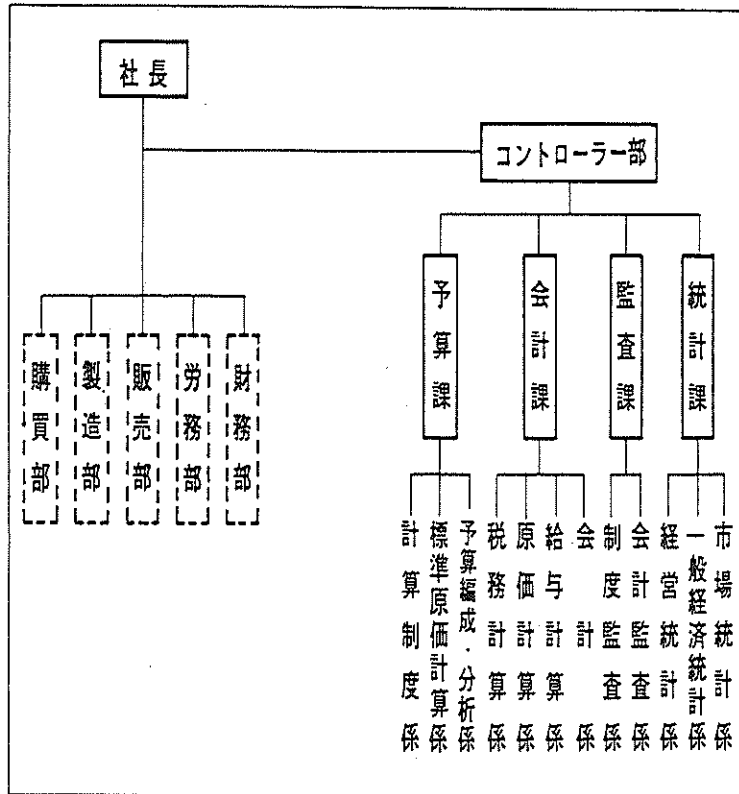 社長
コントローラー部
予算課
会計課
監査課
統計課
購買部
製造部
販売部
労務部
財務部
計算制度係
標準原価計算係
予算編成・分析係
税務計算係
原価計算係
給与計算係
会計係
制度監査係
会計監査係
経営統計係
一般経済統計係
市場統計係